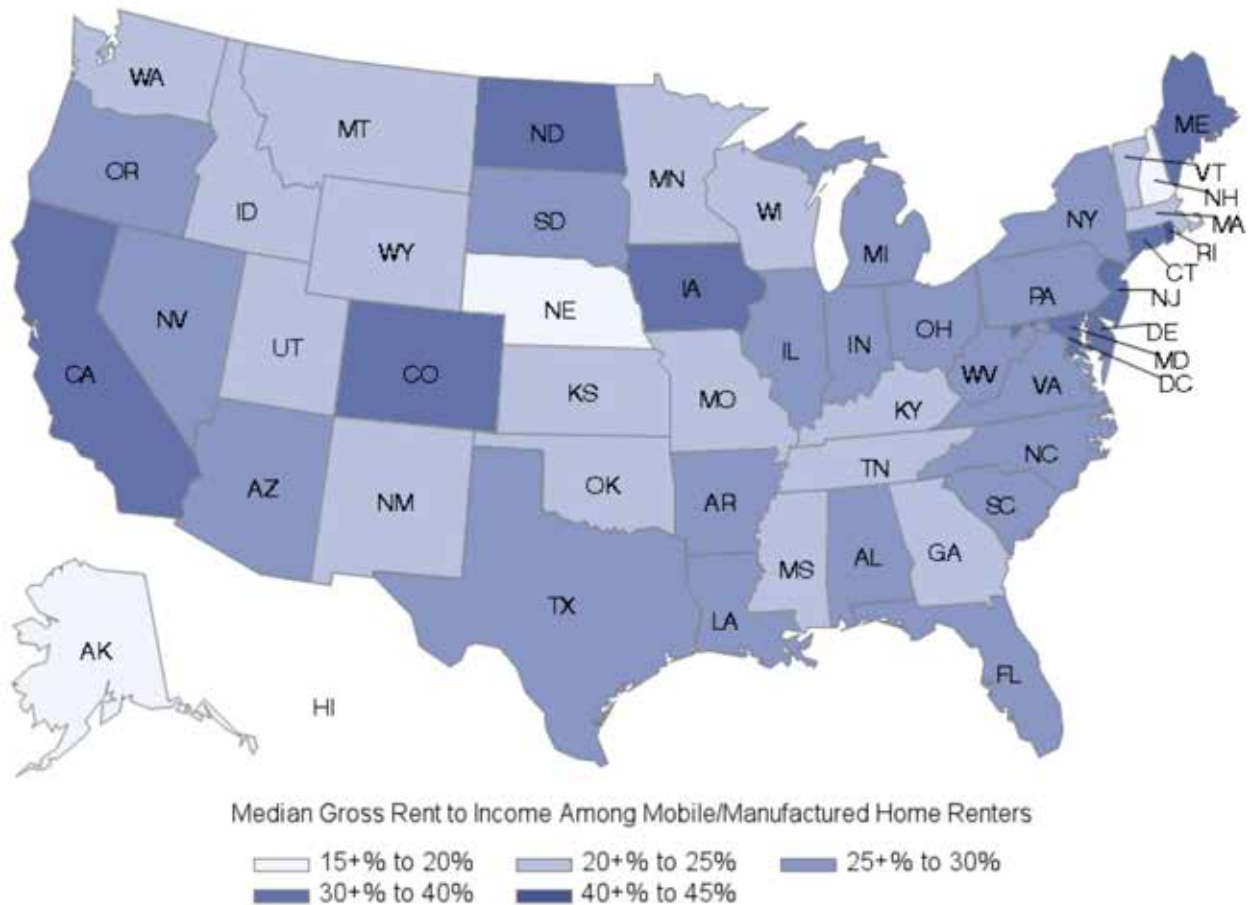 WA
MT
ND
ME
OR
MN
VT
ID
SD
WI
NH
NY
MA
WY
MI
RI
IA
CT
NE
PA
NJ
NV
OH
UT
IL
IN
DE
CA
CO
MD
WV
VA
DC
KS
MO
KY
NC
TN
AZ
NM
OK
AR
SC
MS
AL
GA
TX
LA
AK
FL
HI
Median Gross Rent to Income Among Mobile/Manufactured Home Renters
15+% to 20% 20+% to 25% 25+% to 30%
30+% to 40% 40+% to 45%